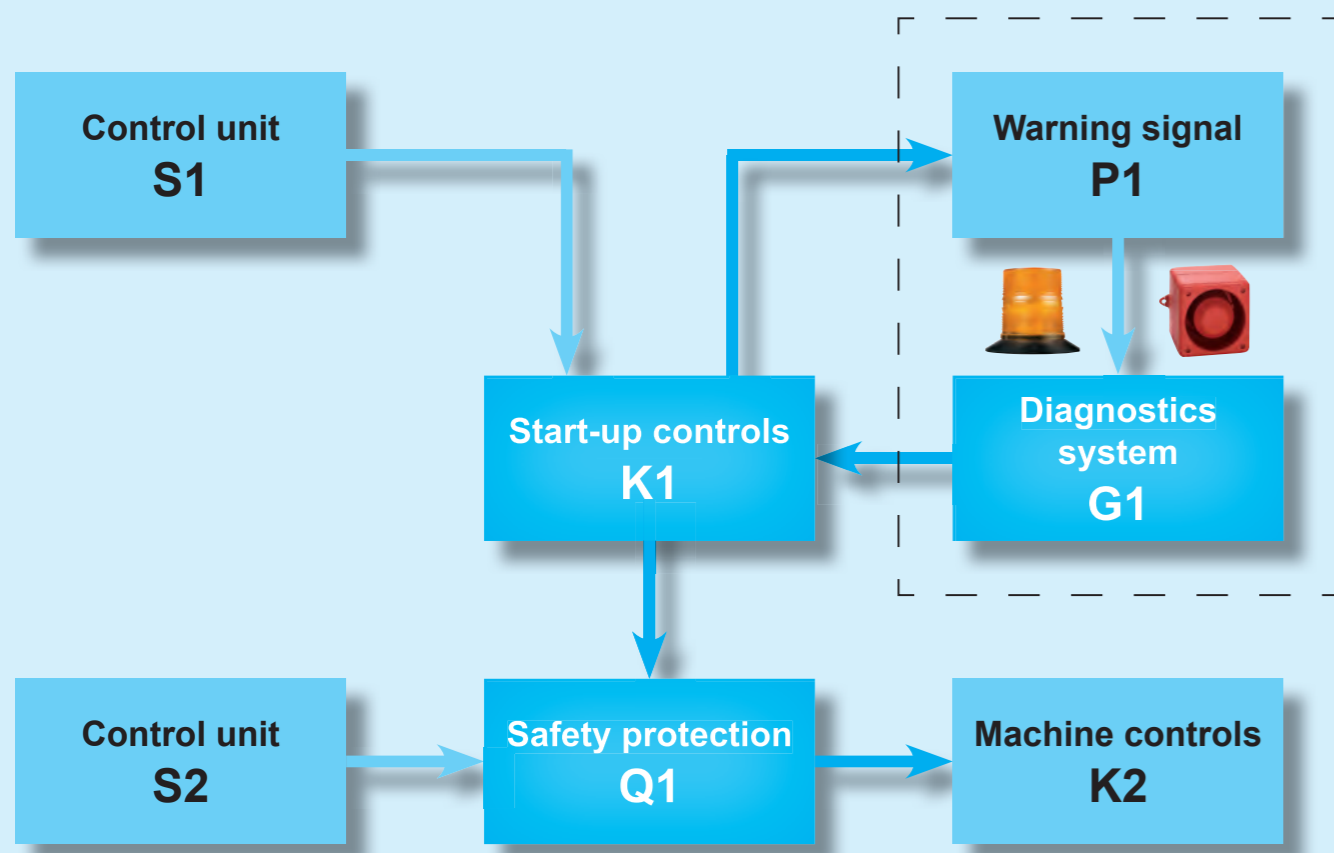 Control unit
S1
Warning signal
P1
Start-up controls
K1
Diagnostics
system
G1
Control unit
S2
Safety protection
Q1
Machine controls
K2